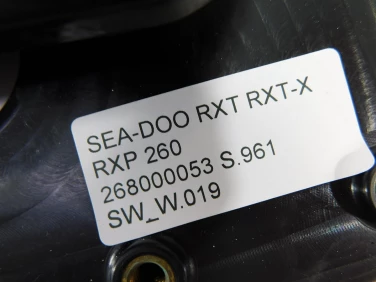 SEA-DOO RXT RXT-X
RXP 260
268000053 S.961
SW_W.019